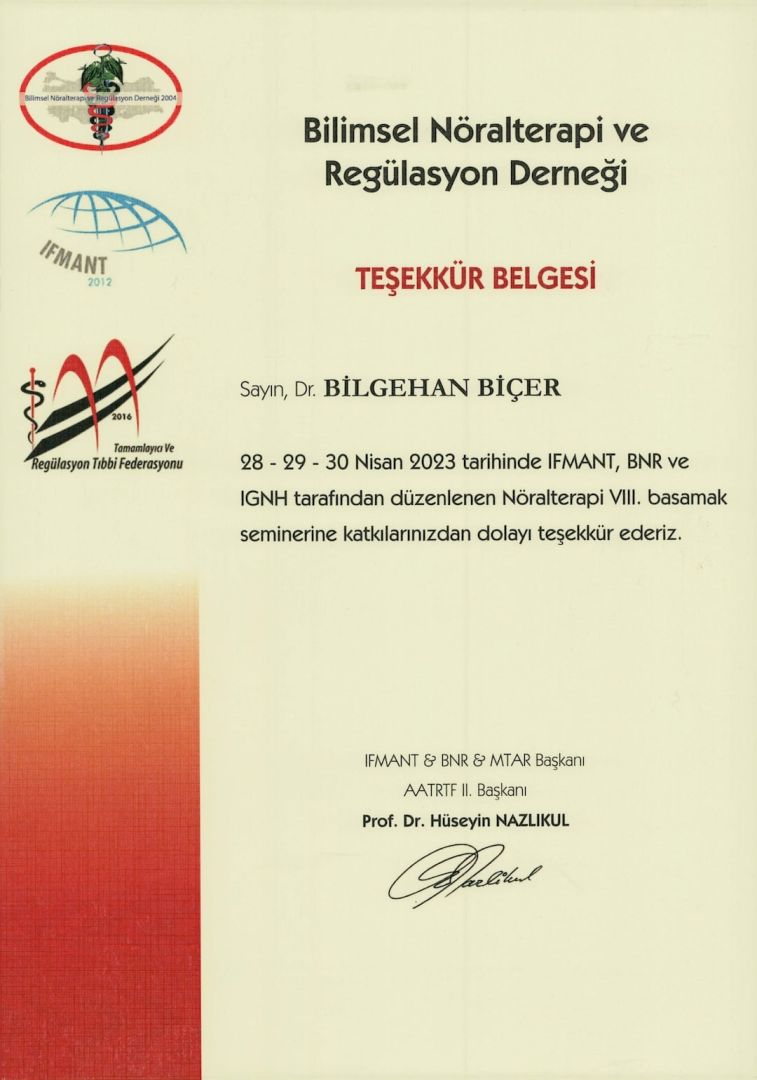 Bilimsel Nöralterapi ve Regülasyon Derneği 2004
IFMANT
2012
2016
Tamamlayıcı Ve
Regülasyon Tıbbi Federasyonu
Bilimsel Nöralterapi ve
Regülasyon Derneği
TEŞEKKÜR BELGESİ
Sayın, Dr. BİLGEHAN BİÇER
28 - 29 - 30 Nisan 2023 tarihinde IFMANT, BNR ve
IGNH tarafından düzenlenen Nöralterapi VIII. basamak
seminerine katkılarınızdan dolayı teşekkür ederiz.
IFMANT & BNR & MTAR Başkanı
AATRTF II. Başkanı
Prof. Dr. Hüseyin NAZLIKUL
Nazlikul